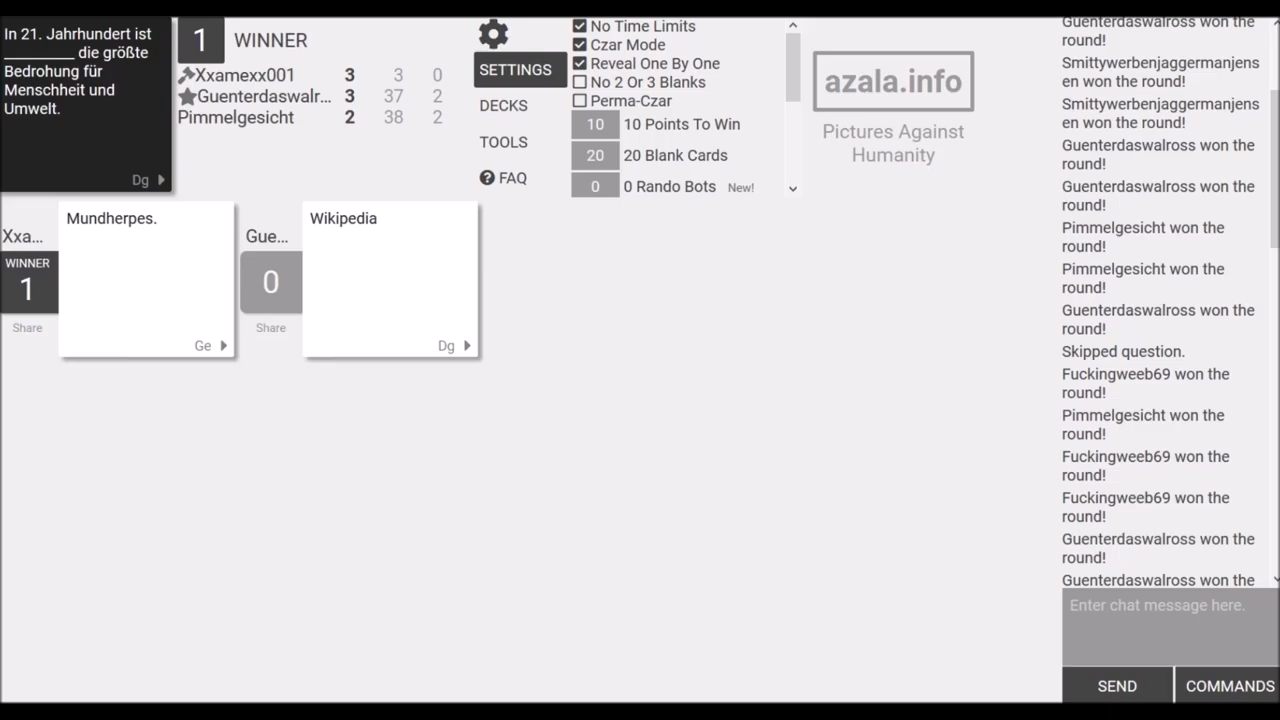 In 21. Jahrhundert ist
_________ die größte
Bedrohung für
Menschheit und
Umwelt.
Dg
1 WINNER
Xxamexx001 3 3 0
Guenterdaswalr... 3 37 2
Pimmelgesicht 2 38 2
SETTINGS
DECKS
TOOLS
FAQ
No Time Limits
Czar Mode
Reveal One By One
No 2 Or 3 Blanks
Perma-Czar
10 10 Points To Win
20 20 Blank Cards
0 0 Rando Bots New!
azala.info
Pictures Against
Humanity
Xxa...
WINNER
1
Share
Mundherpes.
Ge
Gue...
0
Share
Wikipedia
Dg
Guenterdaswalross won the
round!
Smittywerbenjaggermanjens
en won the round!
Smittywerbenjaggermanjens
en won the round!
Guenterdaswalross won the
round!
Guenterdaswalross won the
round!
Pimmelgesicht won the
round!
Pimmelgesicht won the
round!
Guenterdaswalross won the
round!
Skipped question.
Fuckingweeb69 won the
round!
Pimmelgesicht won the
round!
Fuckingweeb69 won the
round!
Fuckingweeb69 won the
round!
Guenterdaswalross won the
round!
Guenterdaswalross won the
Enter chat message here.
SEND
COMMANDS